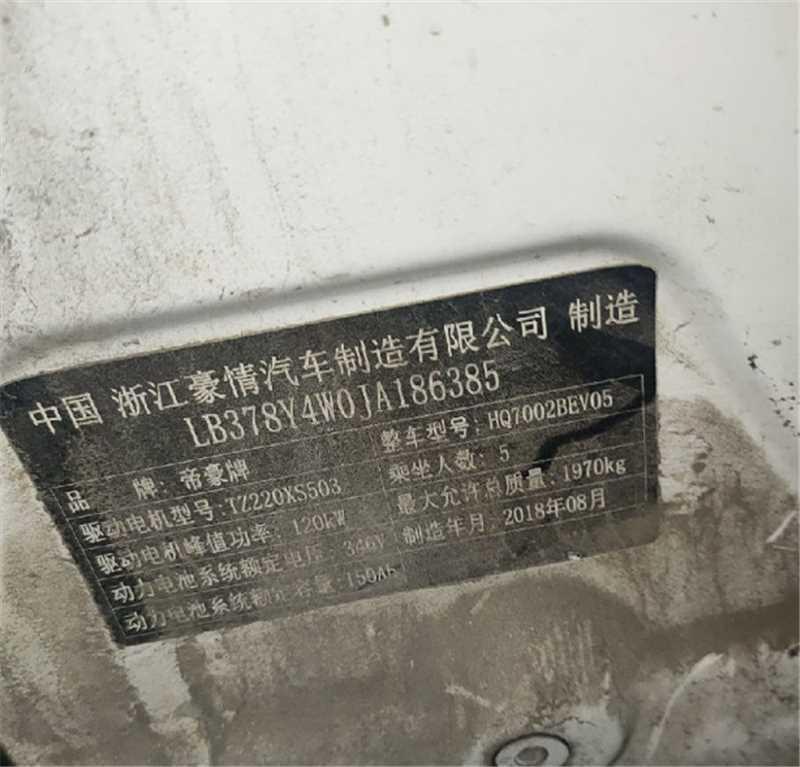 中国 浙江豪情汽车制造有限公司 制造
LB378Y4W0JA186385
品 牌: 帝豪牌 整车型号: HQ7002BEV05
驱动电机型号: TZ220XS503 乘坐人数: 5
驱动电机峰值功率: 120kW 最大允许总质量: 1970kg
动力电池系统额定电压: 346V 制造年月: 2018年08月
动力电池系统额定容量: 150Ah